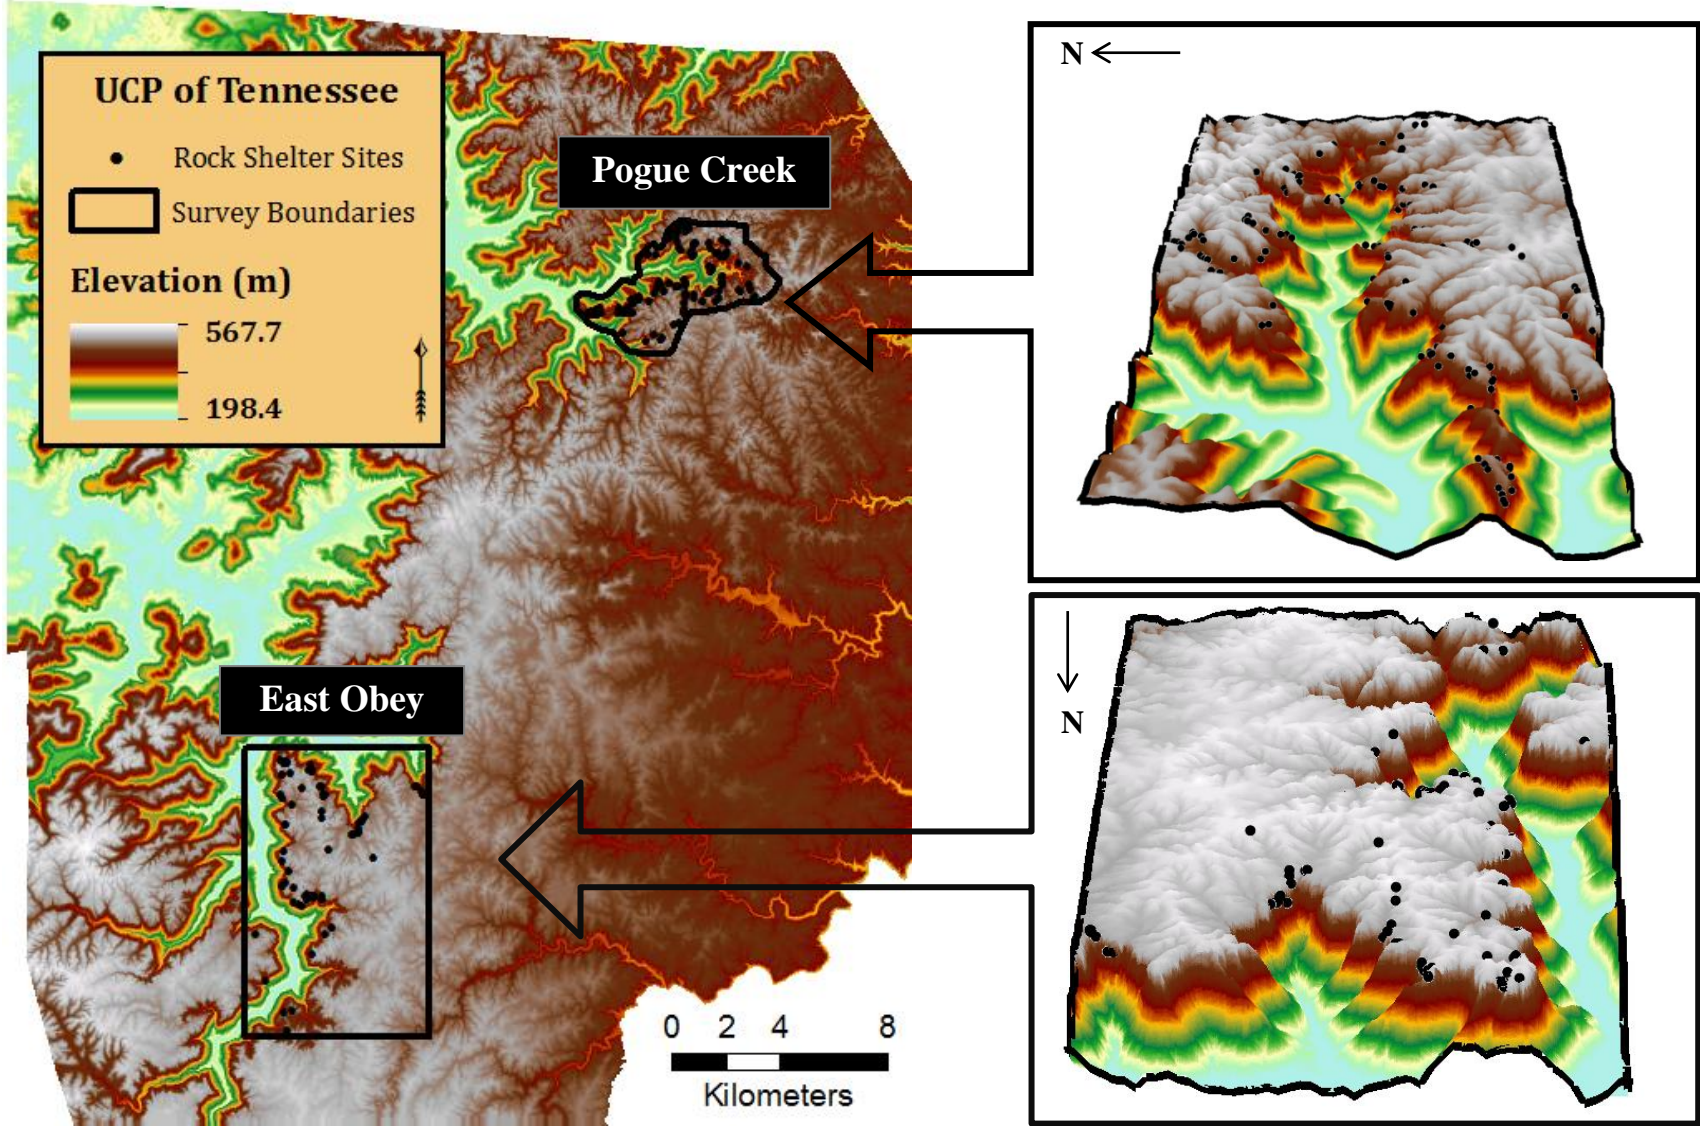 UCP of Tennessee
Rock Shelter Sites
Survey Boundaries
Elevation (m)
567.7
198.4
Pogue Creek
East Obey
0 2 4 8
Kilometers
N
N